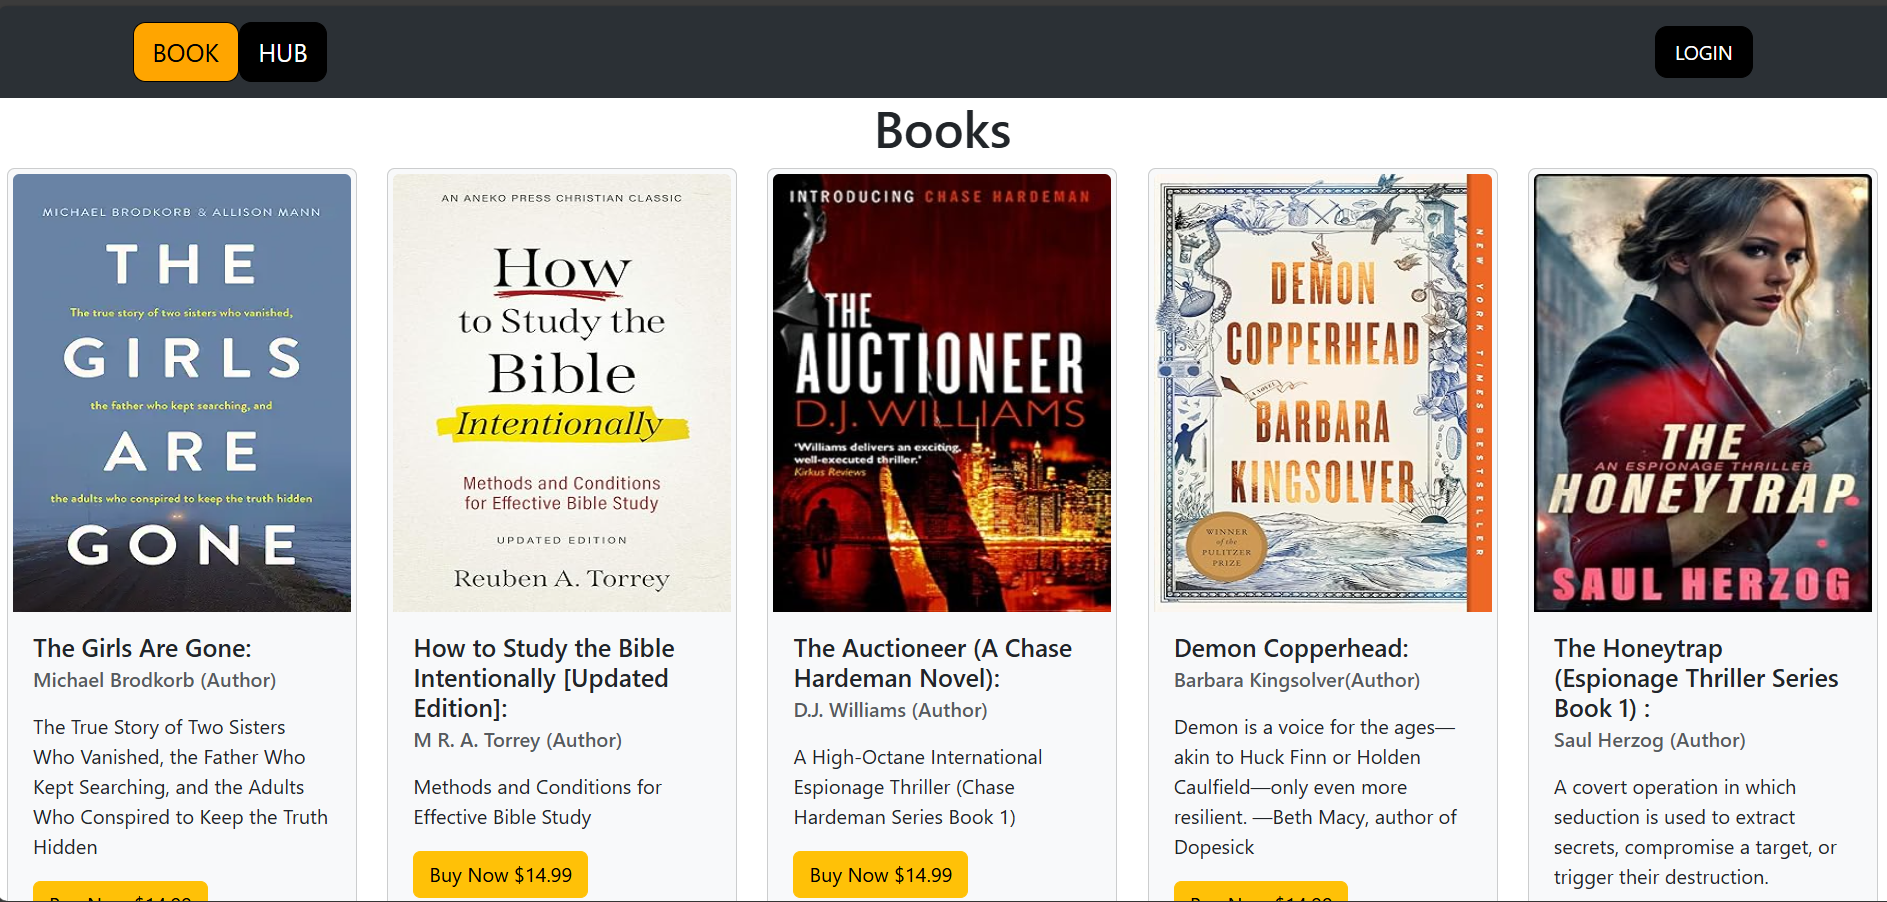 BOOK HUB
LOGIN
Books
MICHAEL BRODKORB & ALLISON MANN
THE
The true story of two sisters who vanished,
GIRLS
the father who kept searching, and
ARE
the adults who conspired to keep the truth hidden
GONE
The Girls Are Gone:
Michael Brodkorb (Author)
The True Story of Two Sisters
Who Vanished, the Father Who
Kept Searching, and the Adults
Who Conspired to Keep the Truth
Hidden
Buy Now $14.99
AN ANEKO PRESS CHRISTIAN CLASSIC
How
to Study the
Bible
Intentionally
Methods and Conditions
for Effective Bible Study
UPDATED EDITION
Reuben A. Torrey
How to Study the Bible
Intentionally [Updated
Edition]:
M R. A. Torrey (Author)
Methods and Conditions for
Effective Bible Study
Buy Now $14.99
INTRODUCING CHASE HARDEMAN
THE
AUCTIONEER
D.J. WILLIAMS
'Williams delivers an exciting,
well-executed thriller.'
Kirkus Reviews
The Auctioneer (A Chase
Hardeman Novel):
D.J. Williams (Author)
A High-Octane International
Espionage Thriller (Chase
Hardeman Series Book 1)
Buy Now $14.99
DEMON
COPPERHEAD
A NOVEL
BARBARA
KINGSOLVER
WINNER
of the
PULITZER
PRIZE
NEW YORK TIMES BESTSELLER
Demon Copperhead:
Barbara Kingsolver(Author)
Demon is a voice for the ages—
akin to Huck Finn or Holden
Caulfield—only even more
resilient. —Beth Macy, author of
Dopesick
Buy Now $14.99
THE
AN ESPIONAGE THRILLER
HONEYTRAP
SAUL HERZOG
The Honeytrap
(Espionage Thriller Series
Book 1) :
Saul Herzog (Author)
A covert operation in which
seduction is used to extract
secrets, compromise a target, or
trigger their destruction.